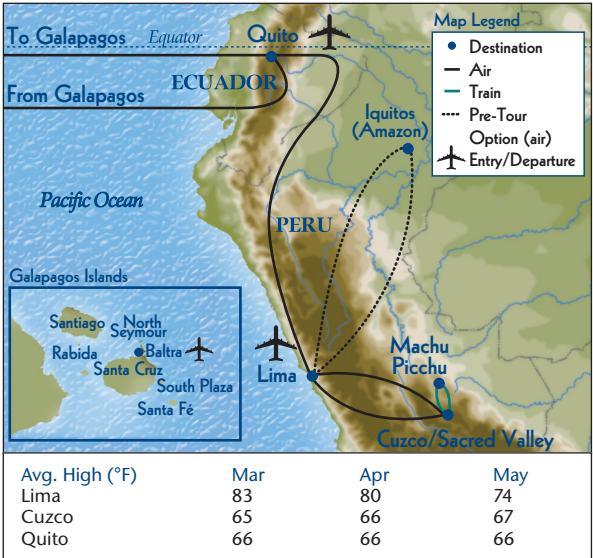 To Galapagos
Equator
Quito
From Galapagos
ECUADOR
Iquitos
(Amazon)
Map Legend
Destination
Air
Train
Pre-Tour
Option (air)
Entry/Departure
Pacific Ocean
PERU
Galapagos Islands
Santiago
North
Seymour
Rabida
Baltra
Santa Cruz
South Plaza
Santa Fé
Lima
Machu
Picchu
Cuzco/Sacred Valley
Avg. High (°F) Mar Apr May
Lima 83 80 74
Cuzco 65 66 67
Quito 66 66 66